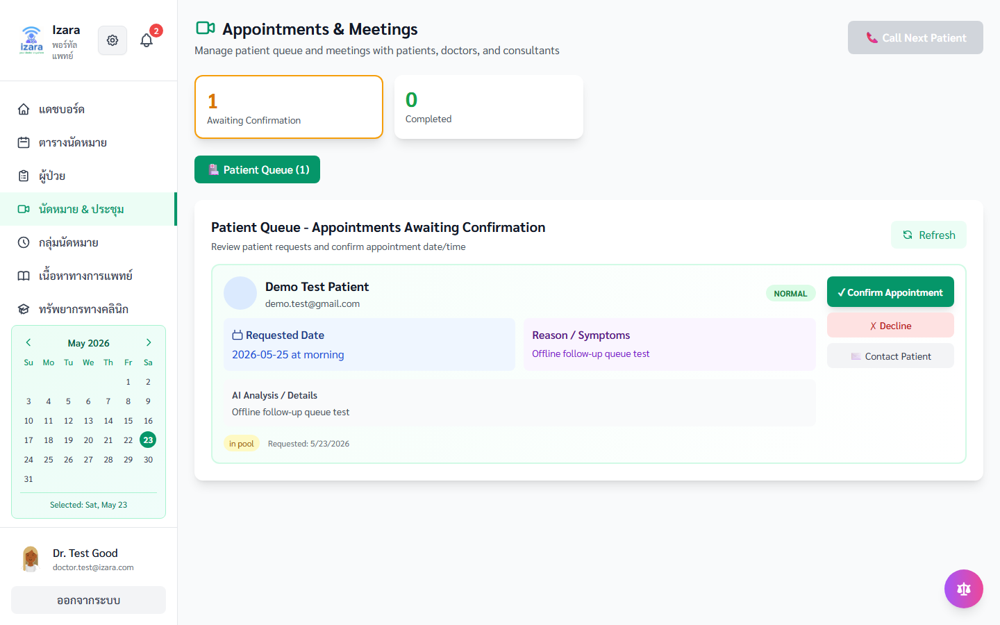 izara
Izara
พอร์ทัล
แพทย์
2
แดชบอร์ด
ตารางนัดหมาย
ผู้ป่วย
นัดหมาย & ประชุม
กลุ่มนัดหมาย
เนื้อหาทางการแพทย์
ทรัพยากรทางคลินิก
May 2026
Su Mo Tu We Th Fr Sa
1 2
3 4 5 6 7 8 9
10 11 12 13 14 15 16
17 18 19 20 21 22 23
24 25 26 27 28 29 30
31
Selected: Sat, May 23
Dr. Test Good
doctor.test@izara.com
ออกจากระบบ
Appointments & Meetings
Manage patient queue and meetings with patients, doctors, and consultants
Call Next Patient
1
Awaiting Confirmation
0
Completed
Patient Queue (1)
Patient Queue - Appointments Awaiting Confirmation
Review patient requests and confirm appointment date/time
Refresh
Demo Test Patient
demo.test@gmail.com
NORMAL
Requested Date
2026-05-25 at morning
Reason / Symptoms
Offline follow-up queue test
AI Analysis / Details
Offline follow-up queue test
in pool
Requested: 5/23/2026
✓ Confirm Appointment
✗ Decline
Contact Patient